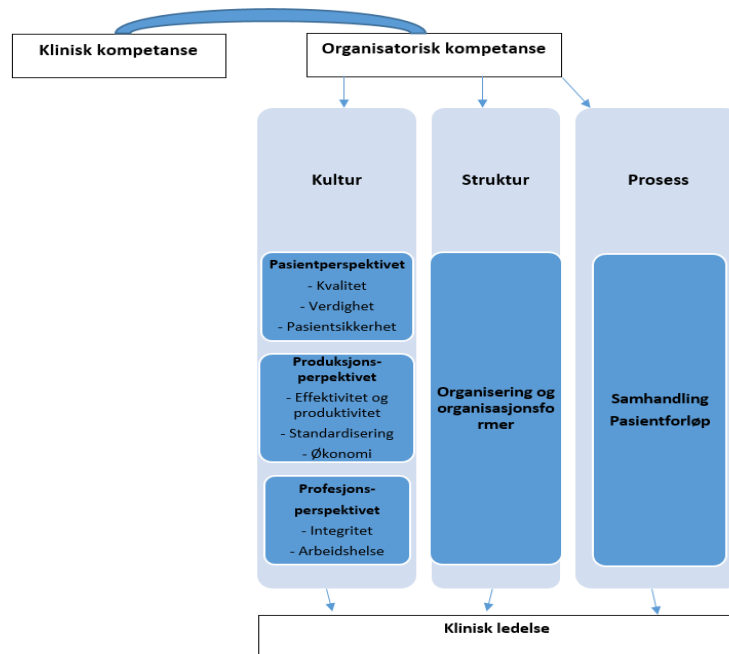 Klinisk kompetanse
Organisatorisk kompetanse
Kultur
Struktur
Prosess
Pasientperspektivet
- Kvalitet
- Verdighet
- Pasientsikkerhet
Produksjons-
perpektivet
- Effektivitet og
produktivitet
- Standardisering
- Økonomi
Profesjons-
perspektivet
- Integritet
- Arbeidshelse
Organisering og
organisasjonsfo
rmer
Samhandling
Pasientforløp
Klinisk ledelse